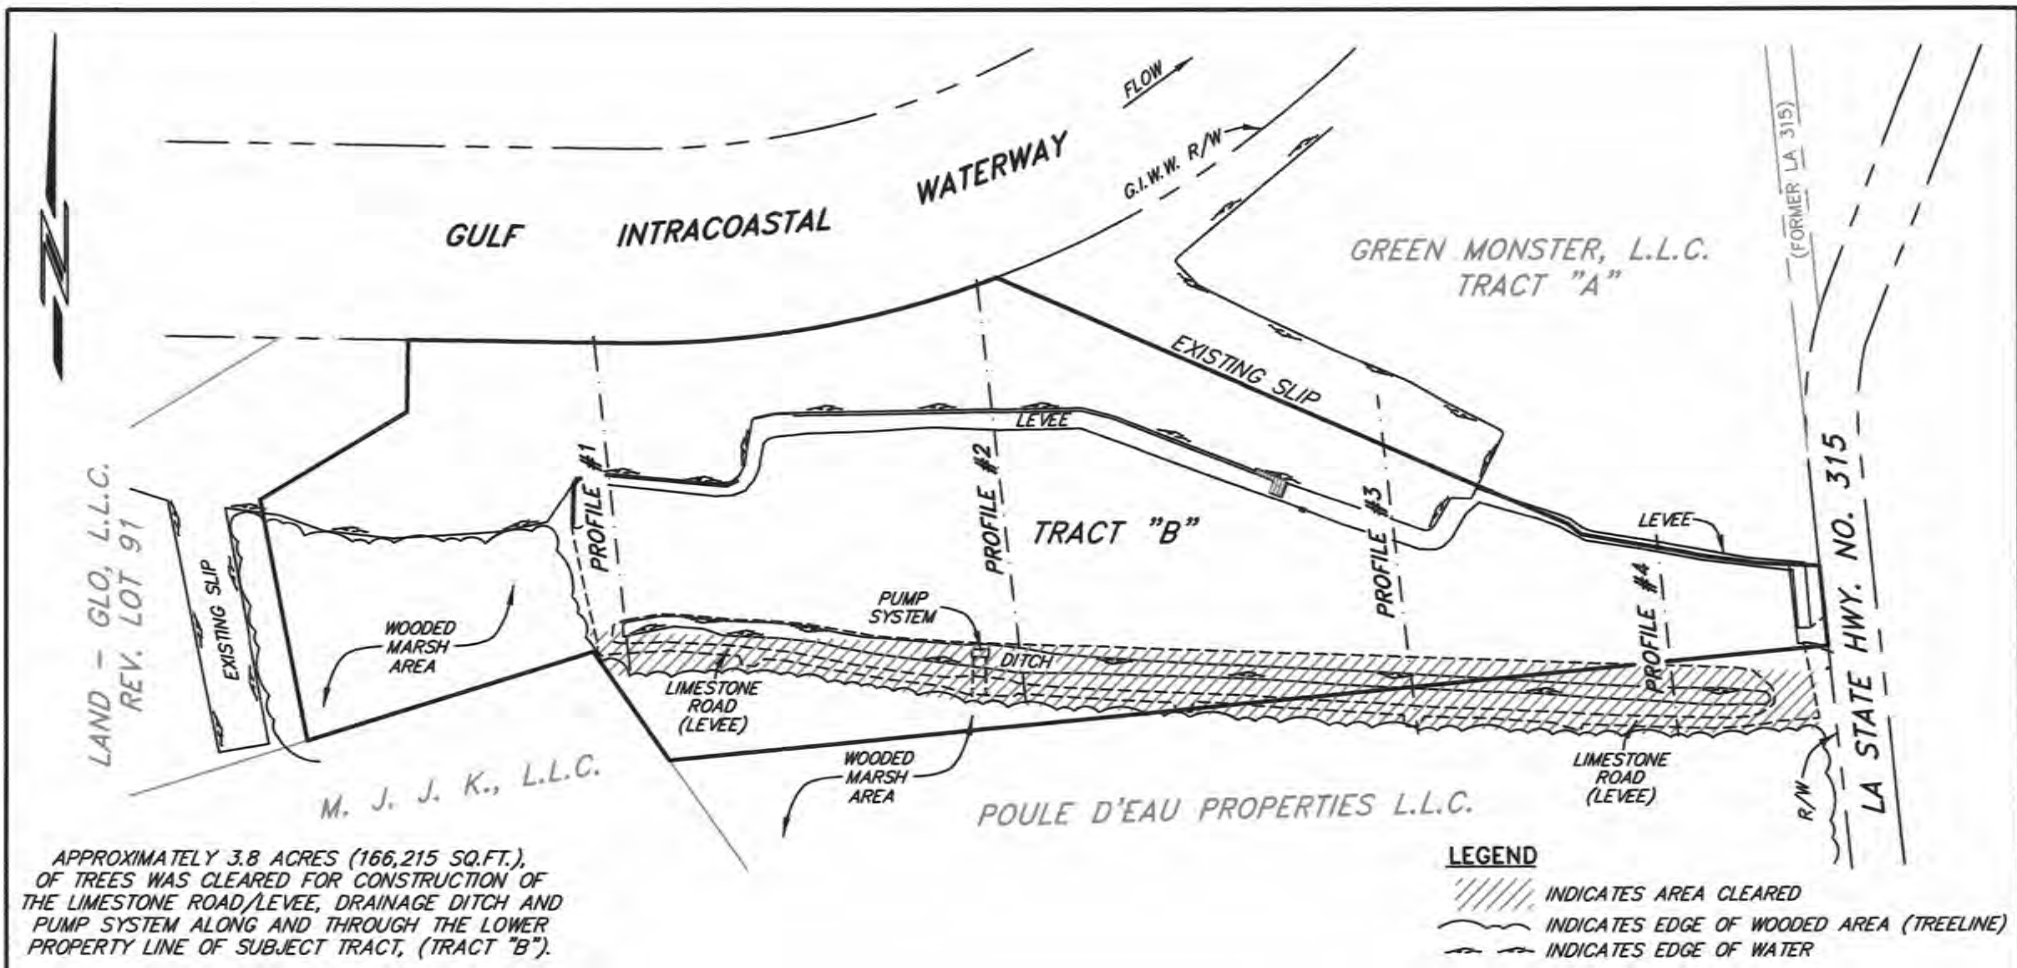 FLOW
WATERWAY
G.I.W.W. R/W
GULF INTRACOASTAL
(FORMER LA 315)
GREEN MONSTER, L.L.C.
TRACT "A"
EXISTING SLIP
LEVEE
PROFILE #1
PROFILE #2
PROFILE #3
PROFILE #4
TRACT "B"
LEVEE
LA STATE HWY. NO. 315
LAND - GLO, L.L.C.
REV. LOT 91
EXISTING SLIP
WOODED
MARSH
AREA
PUMP
SYSTEM
DITCH
LIMESTONE
ROAD
(LEVEE)
WOODED
MARSH
AREA
LIMESTONE
ROAD
(LEVEE)
R/W
M. J. J. K., L.L.C.
POULE D'EAU PROPERTIES L.L.C.
APPROXIMATELY 3.8 ACRES (166,215 SQ.FT.),
OF TREES WAS CLEARED FOR CONSTRUCTION OF
THE LIMESTONE ROAD/LEVEE, DRAINAGE DITCH AND
PUMP SYSTEM ALONG AND THROUGH THE LOWER
PROPERTY LINE OF SUBJECT TRACT, (TRACT "B").
LEGEND
INDICATES AREA CLEARED
INDICATES EDGE OF WOODED AREA (TREELINE)
INDICATES EDGE OF WATER
N